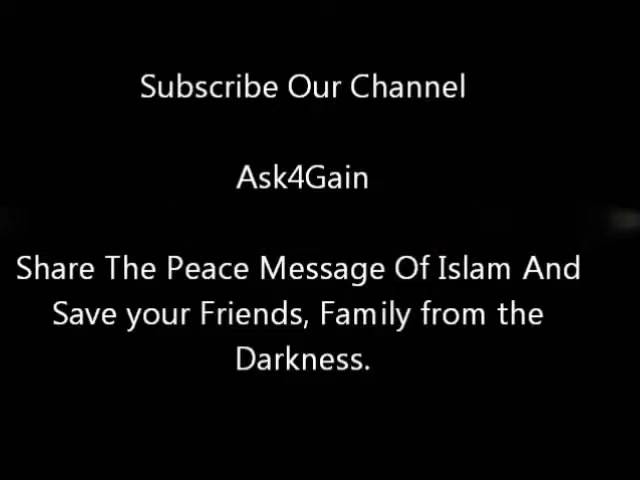 Subscribe Our Channel
Ask4Gain
Share The Peace Message Of Islam And
Save your Friends, Family from the
Darkness.